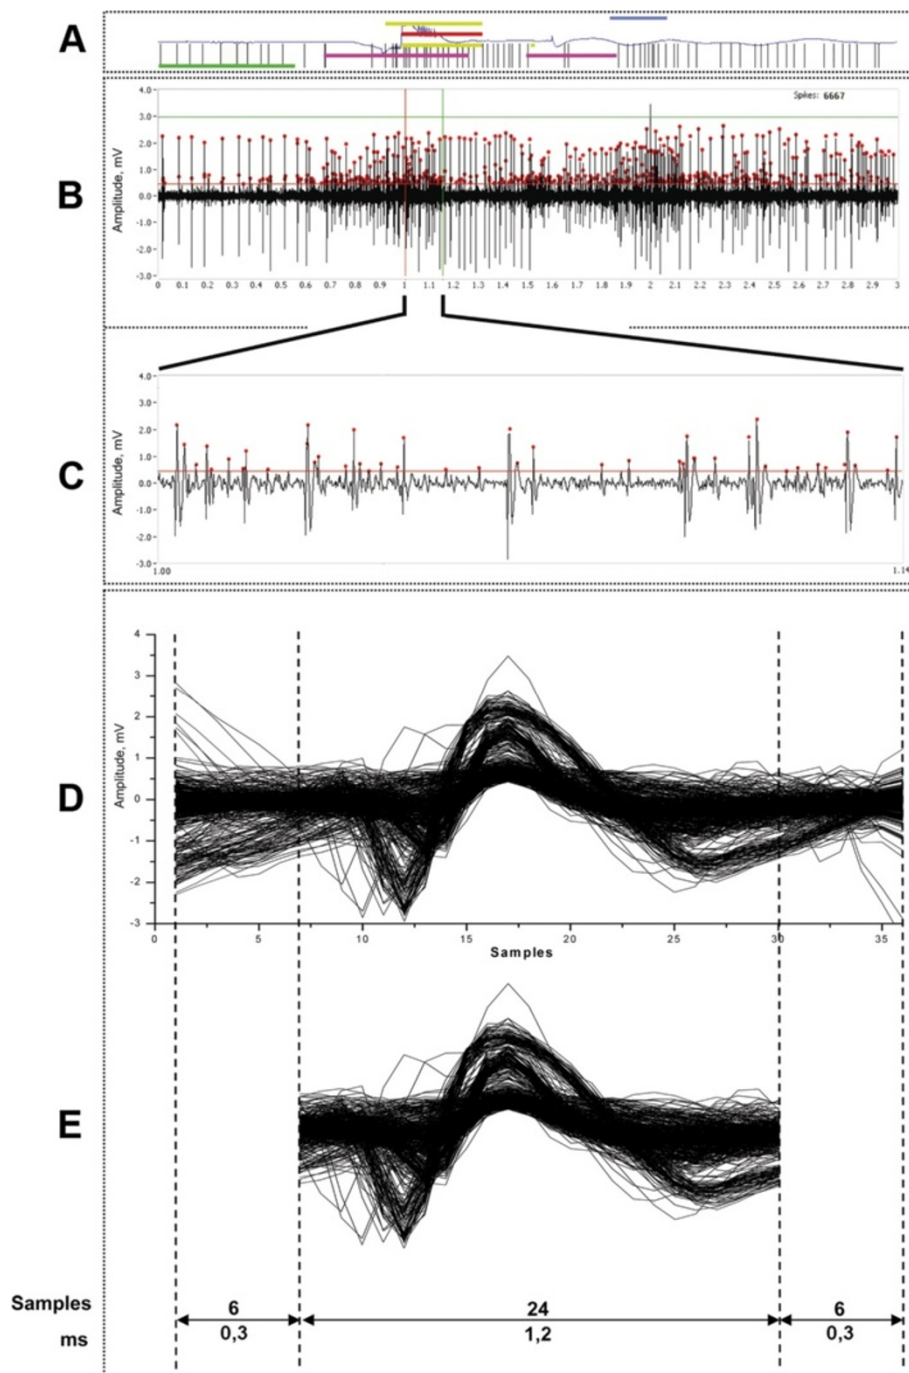 A
B
Spikes: 6667
Amplitude, mV
4.0
3.0
2.0
1.0
0.0
-1.0
-2.0
-3.0
0 0.1 0.2 0.3 0.4 0.5 0.6 0.7 0.8 0.9 1 1.1 1.2 1.3 1.4 1.5 1.6 1.7 1.8 1.9 2 2.1 2.2 2.3 2.4 2.5 2.6 2.7 2.8 2.9 3
C
Amplitude, mV
4.0
3.0
2.0
1.0
0.0
-1.0
-2.0
-3.0
1.00 1.14
D
Amplitude, mV
4
3
2
1
0
-1
-2
-3
0 5 10 15 20 25 30 35
Samples
E
Samples 6 24 6
ms 0,3 1,2 0,3